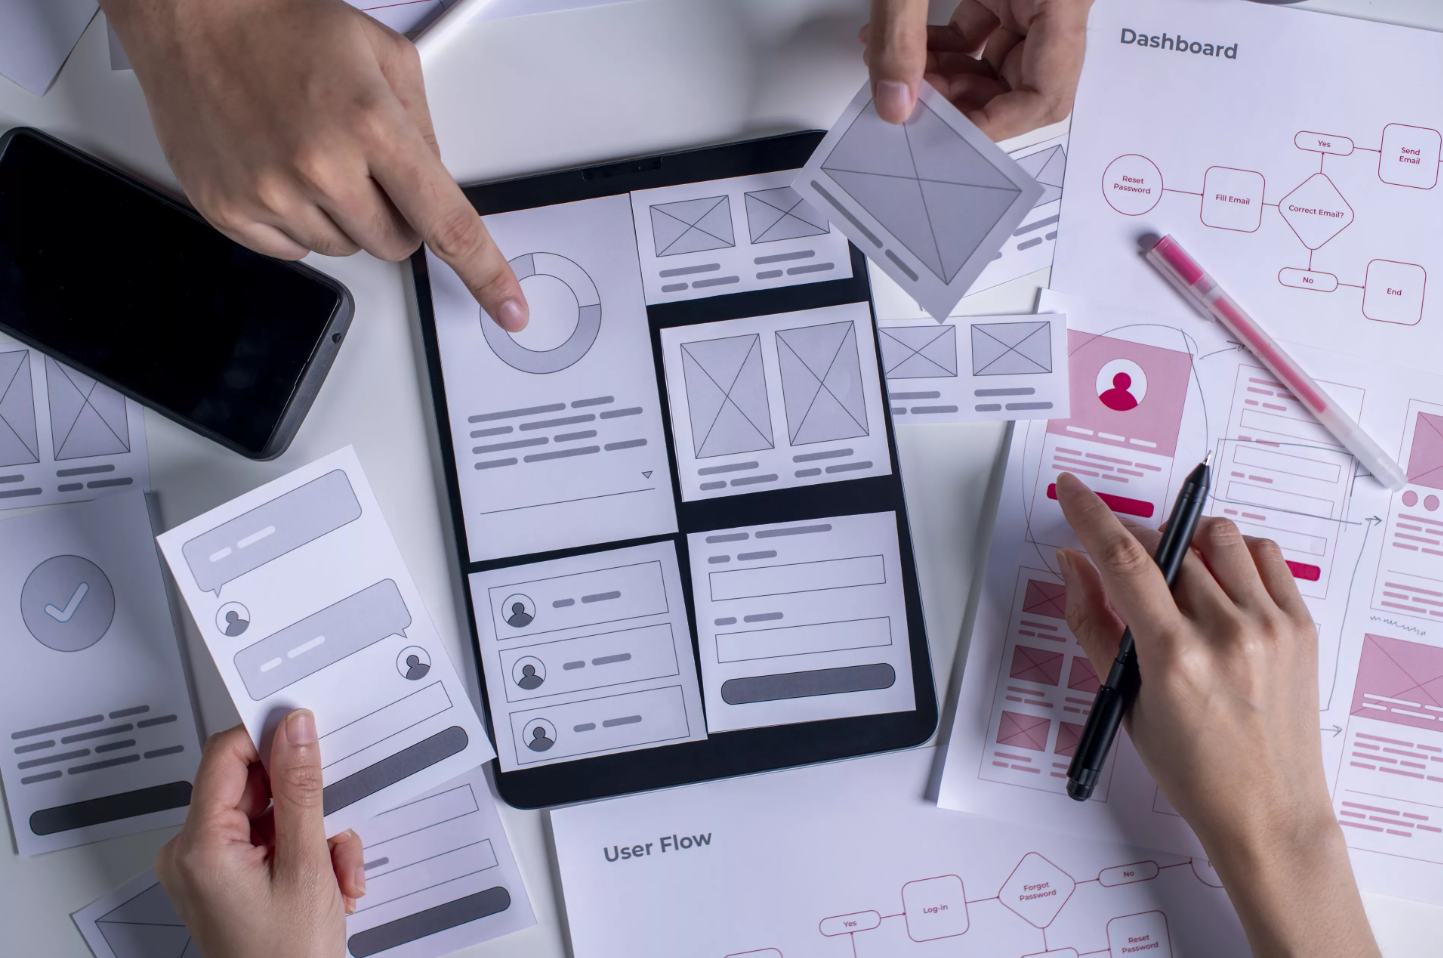 Dashboard
Yes
Send
Email
Reset
Password
Fill Email
Correct Email?
No
End
User Flow
Forgot
Password
No
Log-in
Yes
Reset
Password